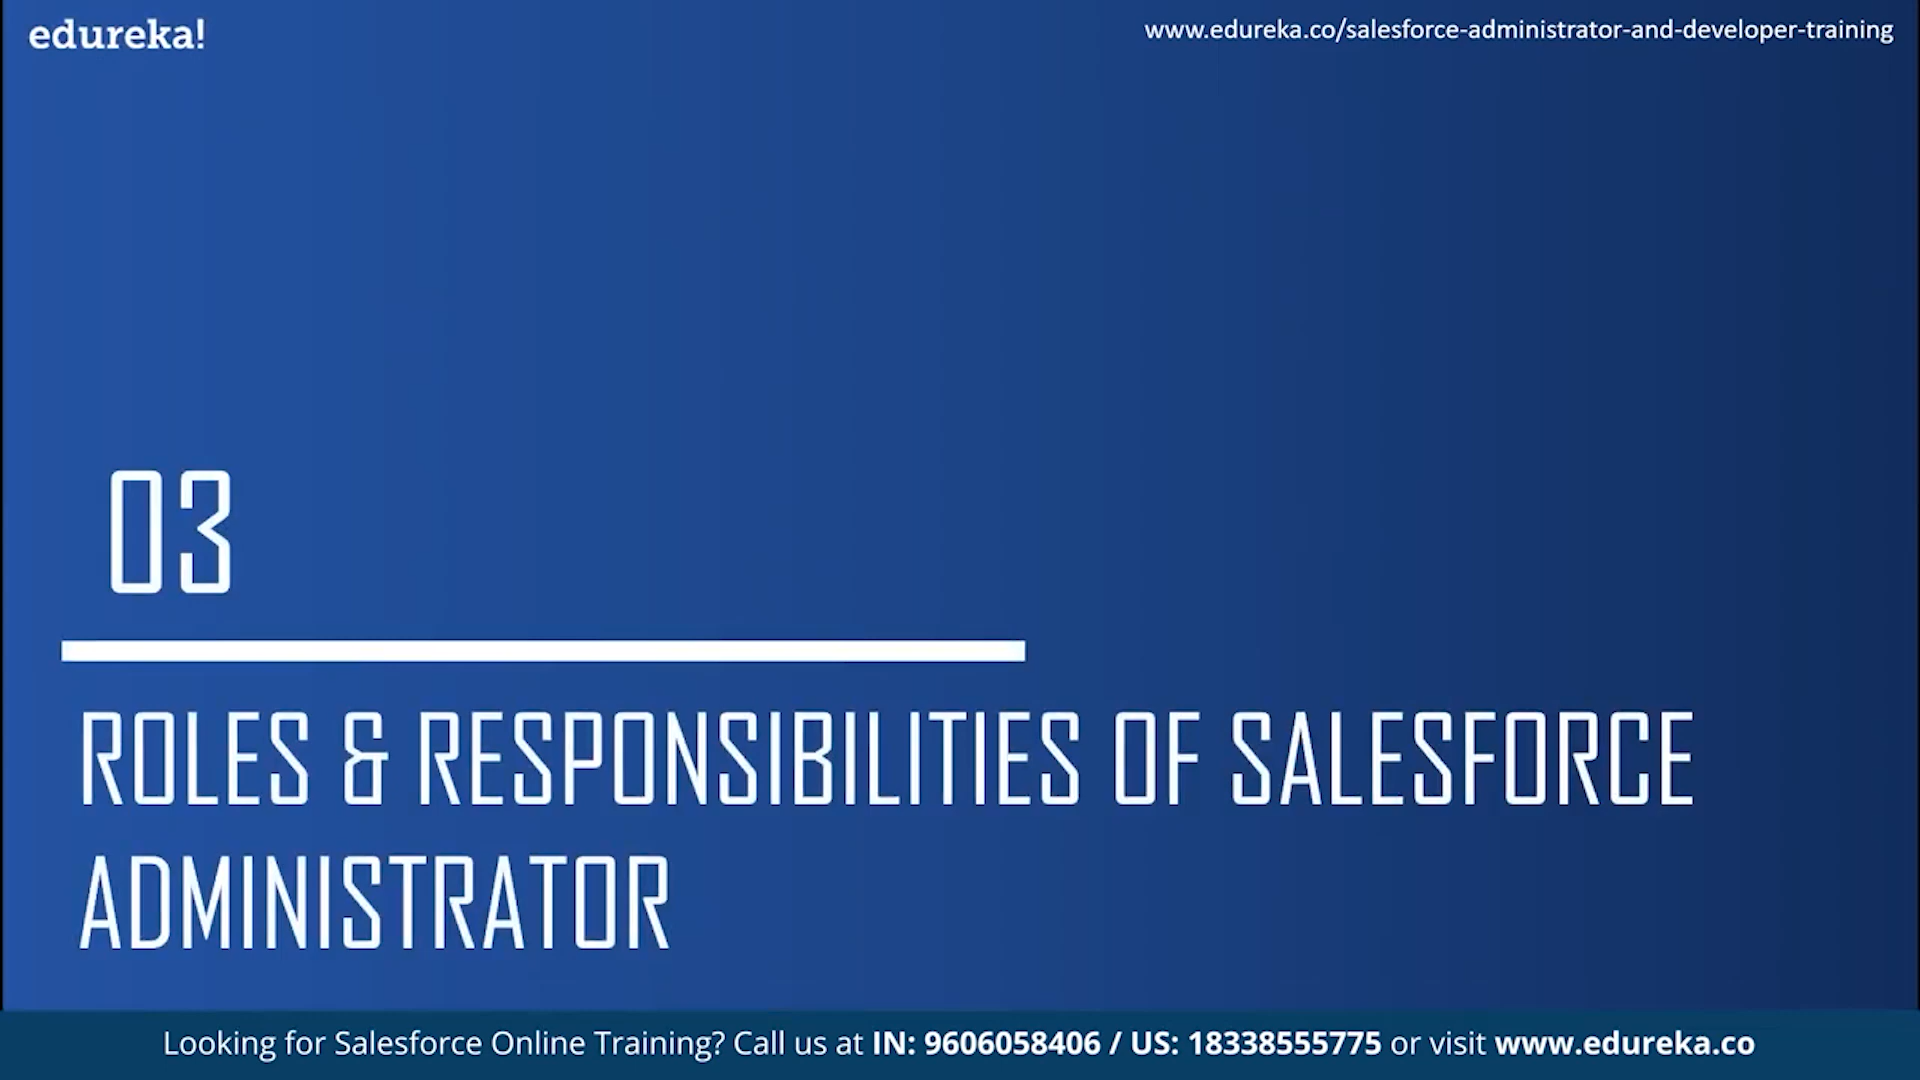 edureka!
www.edureka.co/salesforce-administrator-and-developer-training
03
ROLES & RESPONSIBILITIES OF SALESFORCE
ADMINISTRATOR
Looking for Salesforce Online Training? Call us at IN: 9606058406 / US: 18338555775 or visit www.edureka.co